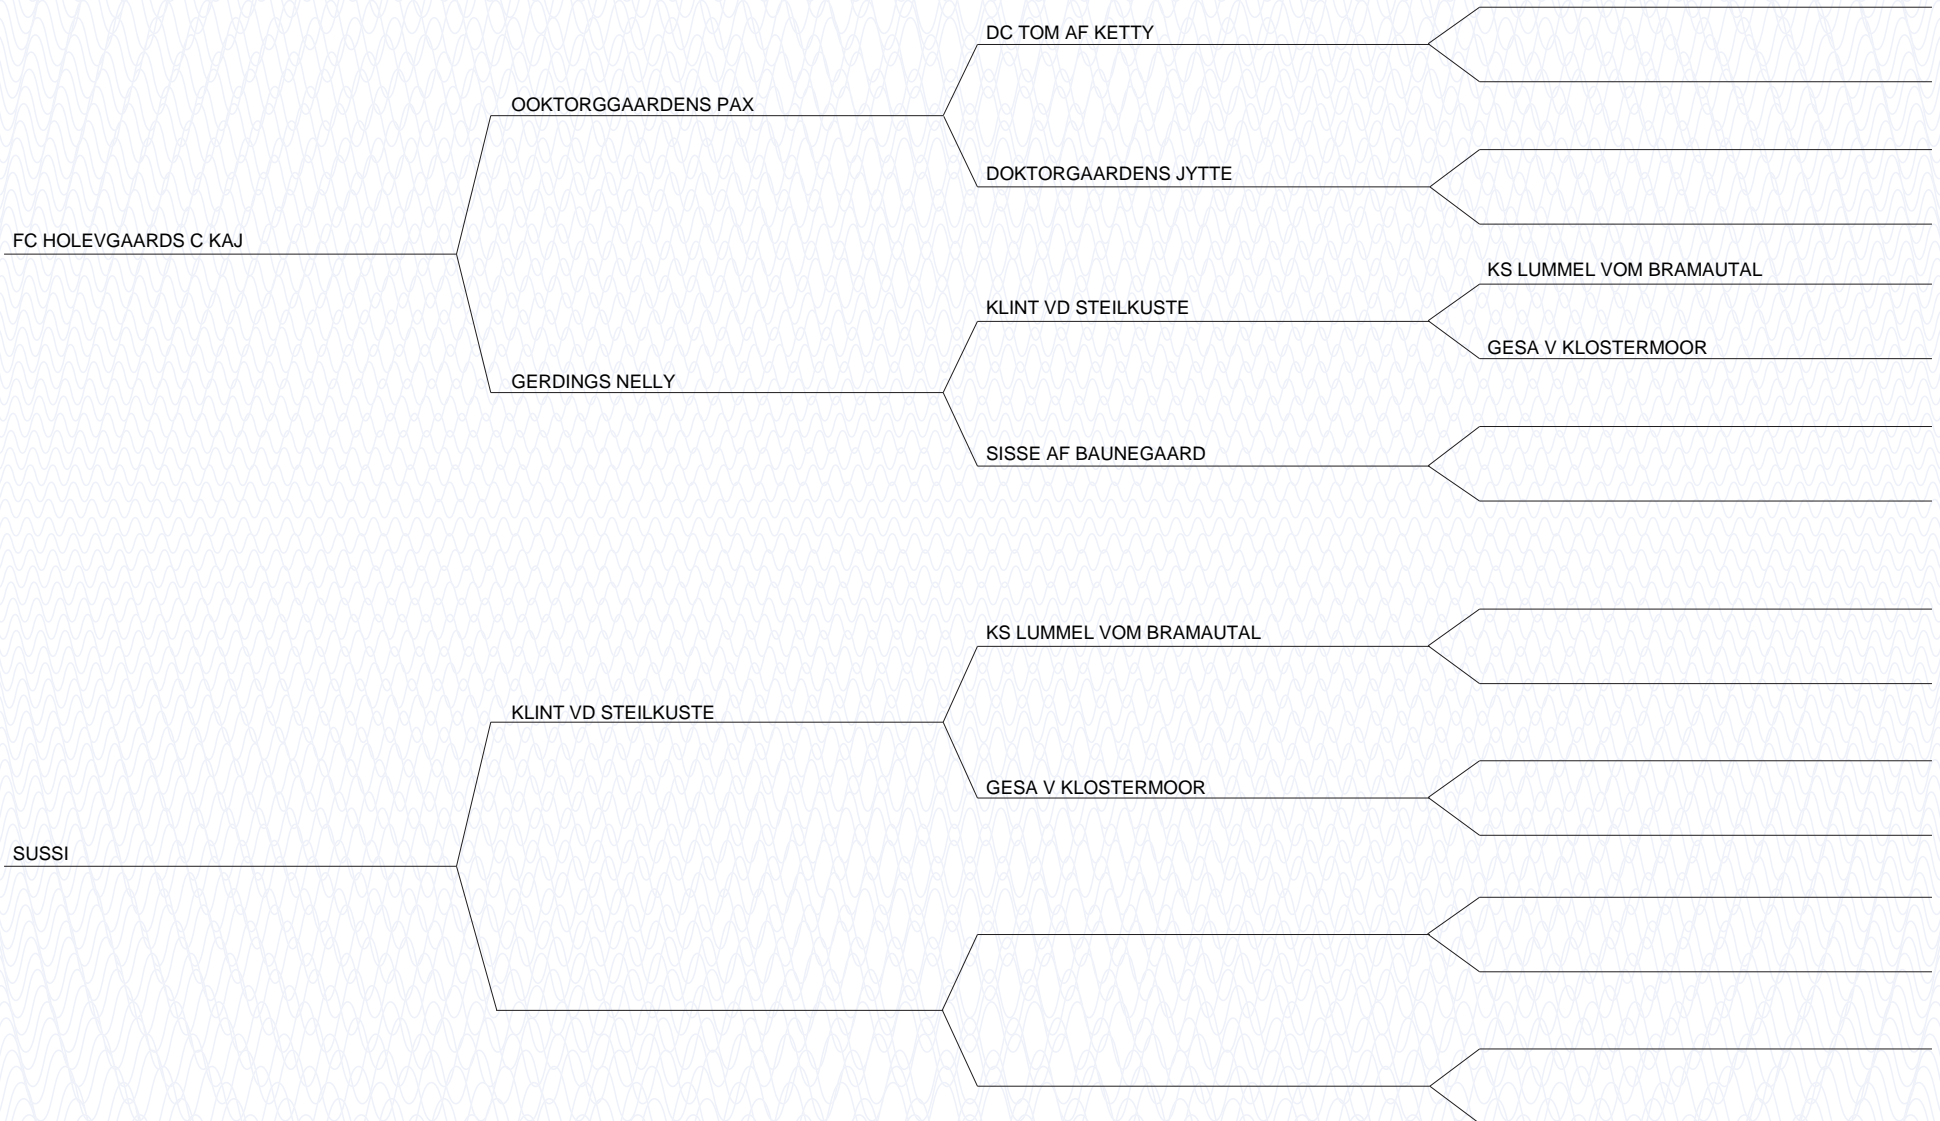 DC TOM AF KETTY
OOKTORGGAARDENS PAX
DOKTORGAARDENS JYTTE
FC HOLEVGAARDS C KAJ
KS LUMMEL VOM BRAMAUTAL
KLINT VD STEILKUSTE
GESA V KLOSTERMOOR
GERDINGS NELLY
SISSE AF BAUNEGAARD
KS LUMMEL VOM BRAMAUTAL
KLINT VD STEILKUSTE
GESA V KLOSTERMOOR
SUSSI